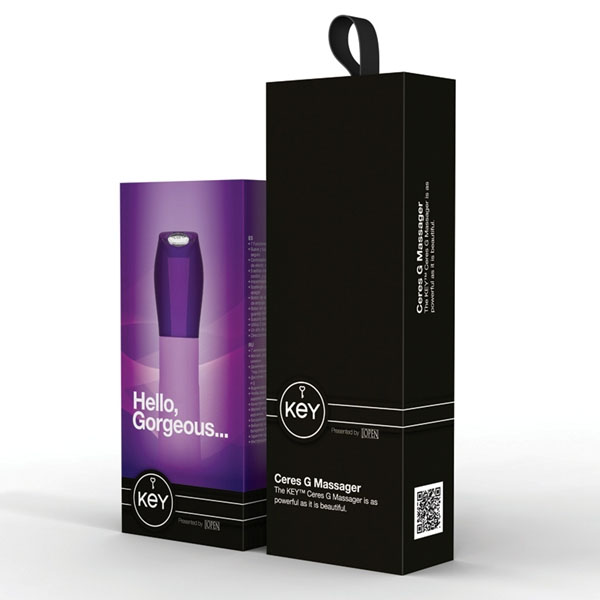 Hello,
Gorgeous...
KEY
Presented by JOPEN
KEY
Presented by JOPEN
Ceres G Massager
The KEY™ Ceres G Massager is as
powerful as it is beautiful.
Ceres G Massager
The KEY™ Ceres G Massager is as
powerful as it is beautiful.